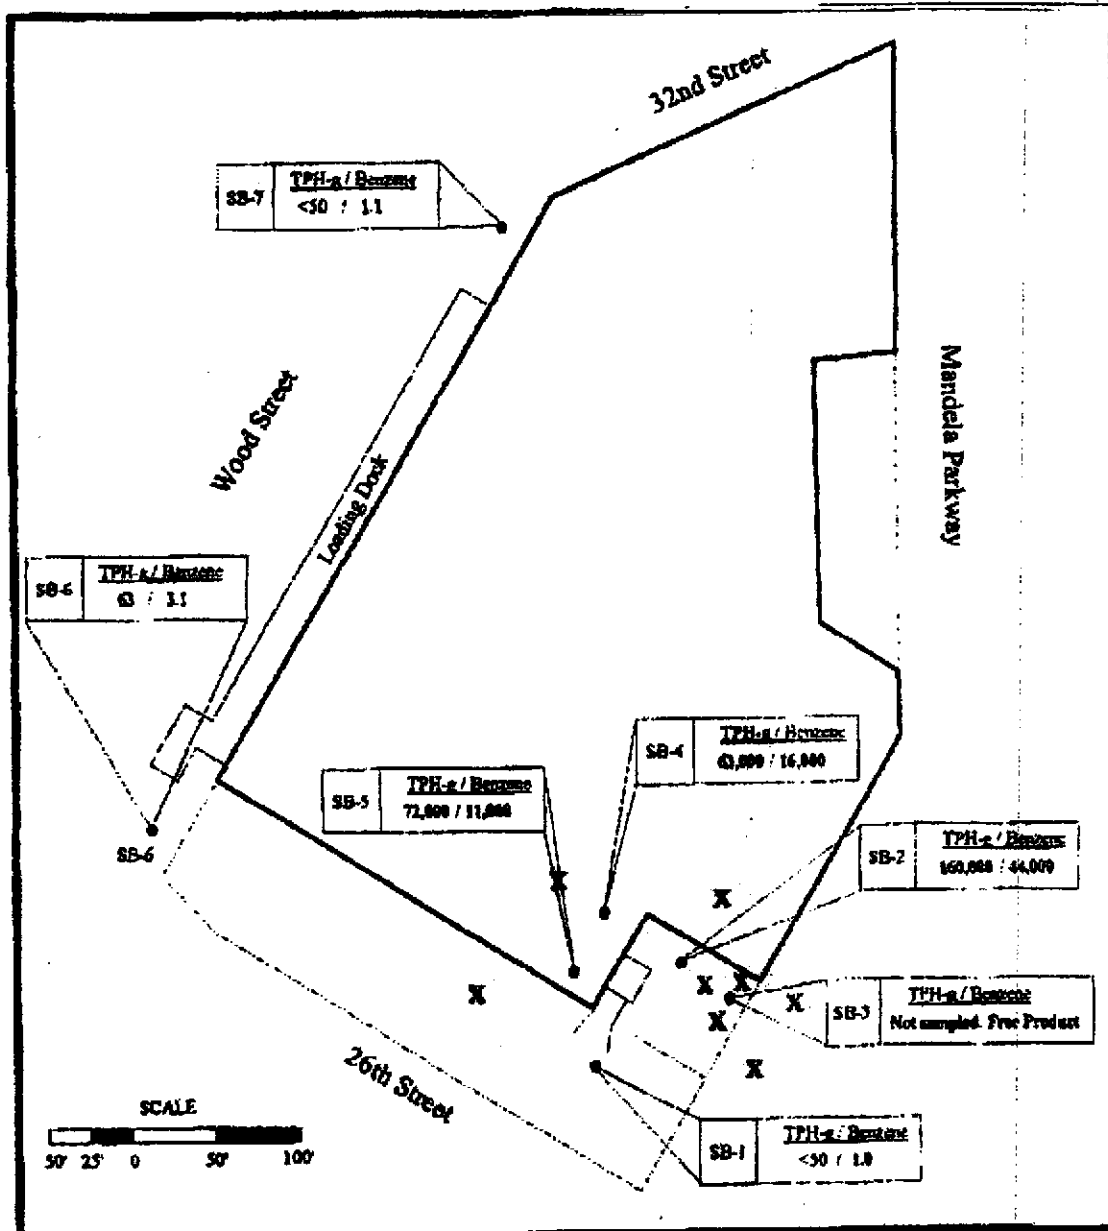 32nd Street
SB-7
TPH-g / Benzene
<50 / 1.1
Mandela Parkway
Wood Street
Loading Dock
SB-6
TPH-g / Benzene
63 / 3.1
SB-4
TPH-g / Benzene
/ 16,000
SB-5
TPH-g / Benzene
72,000 / 11,000
SB-6
SB-2
TPH-g / Benzene
160,000 / 44,000
X
X
X
X
X
X
X
X
SB-3
TPH-g / Benzene
Not sampled. Free Product
26th Street
SCALE
50' 25' 0 50' 100'
SB-1
TPH-g / Benzene
<50 / 1.0